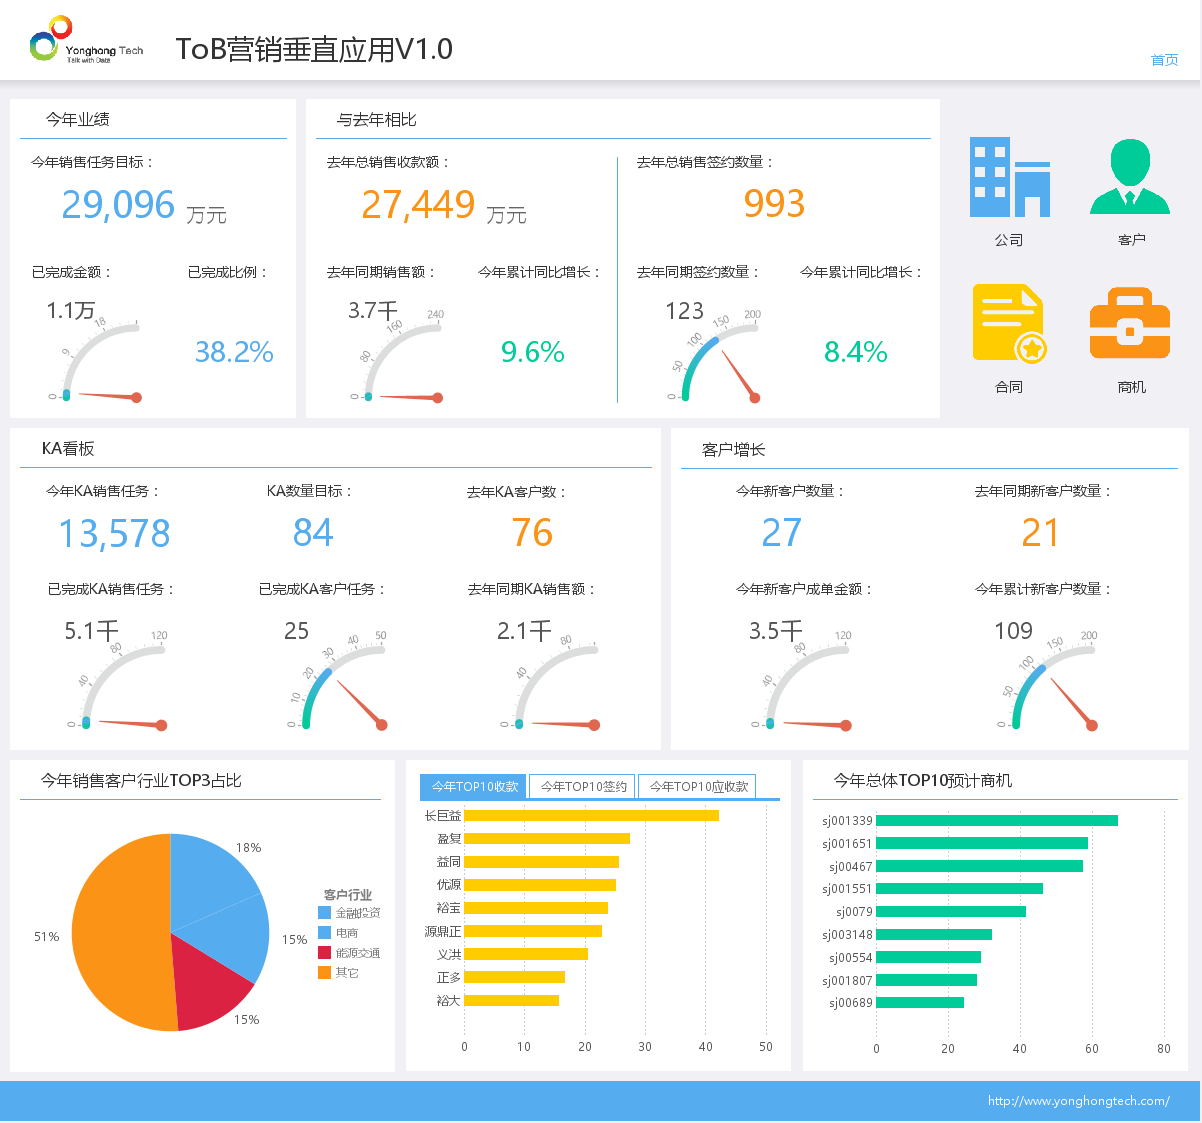 Yonghong Tech
Talk with Data
ToB营销垂直应用V1.0
首页
今年业绩
今年销售任务目标：
29,096 万元
已完成金额：
已完成比例：
1.1万
0
9
18
38.2%
与去年相比
去年总销售收款额：
27,449 万元
去年同期销售额：
今年累计同比增长：
3.7千
0
80
160
240
9.6%
去年总销售签约数量：
993
去年同期签约数量：
今年累计同比增长：
123
0
50
100
150
200
8.4%
公司
客户
合同
商机
KA看板
今年KA销售任务：
KA数量目标：
去年KA客户数：
13,578
84
76
已完成KA销售任务：
已完成KA客户任务：
去年同期KA销售额：
5.1千
0
40
80
120
25
0
10
20
30
40
50
2.1千
0
40
80
客户增长
今年新客户数量：
去年同期新客户数量：
27
21
今年新客户成单金额：
今年累计新客户数量：
3.5千
0
40
80
120
109
0
50
100
150
200
今年销售客户行业TOP3占比
18%
15%
15%
51%
客户行业
金融投资
电商
能源交通
其它
今年TOP10收款
今年TOP10签约
今年TOP10应收款
长巨益
盈复
益同
优源
裕宝
源鼎正
义洪
正多
裕大
0 10 20 30 40 50
今年总体TOP10预计商机
sj001339
sj001651
sj00467
sj001551
sj0079
sj003148
sj00554
sj001807
sj00689
0 20 40 60 80
http://www.yonghongtech.com/